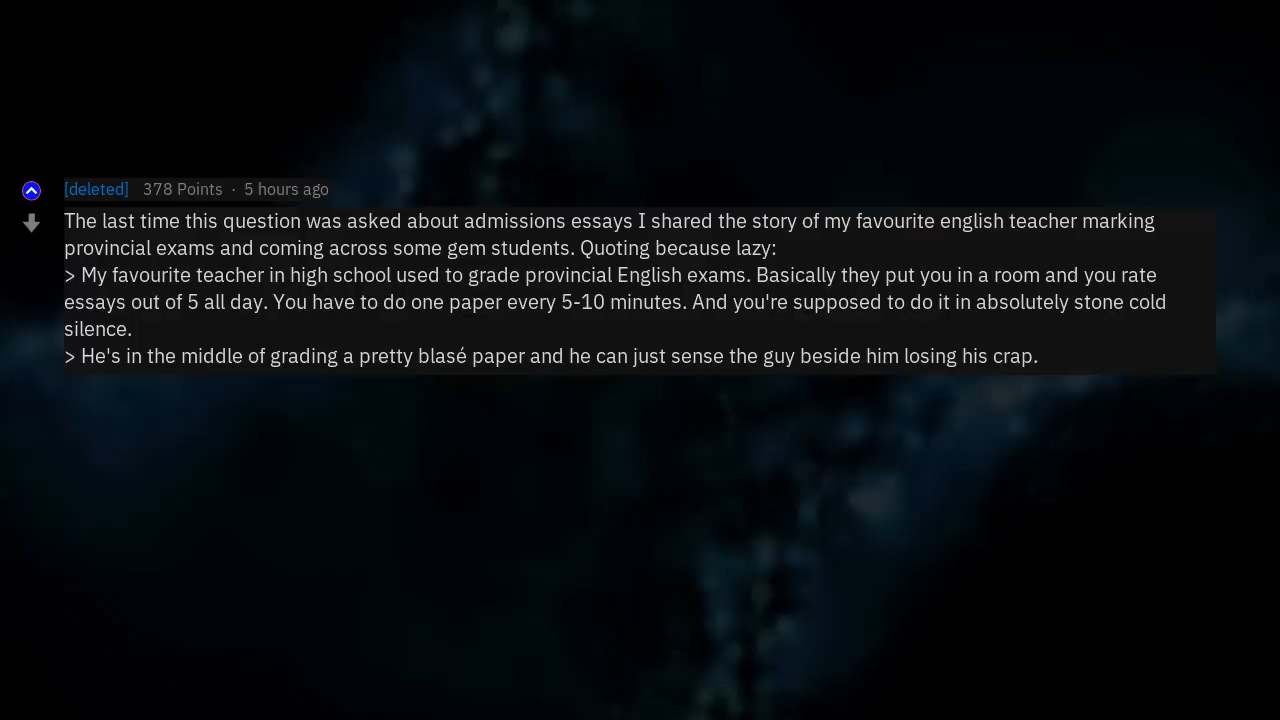 [deleted] 378 Points · 5 hours ago
The last time this question was asked about admissions essays I shared the story of my favourite english teacher marking
provincial exams and coming across some gem students. Quoting because lazy:
> My favourite teacher in high school used to grade provincial English exams. Basically they put you in a room and you rate
essays out of 5 all day. You have to do one paper every 5-10 minutes. And you're supposed to do it in absolutely stone cold
silence.
> He's in the middle of grading a pretty blasé paper and he can just sense the guy beside him losing his crap.